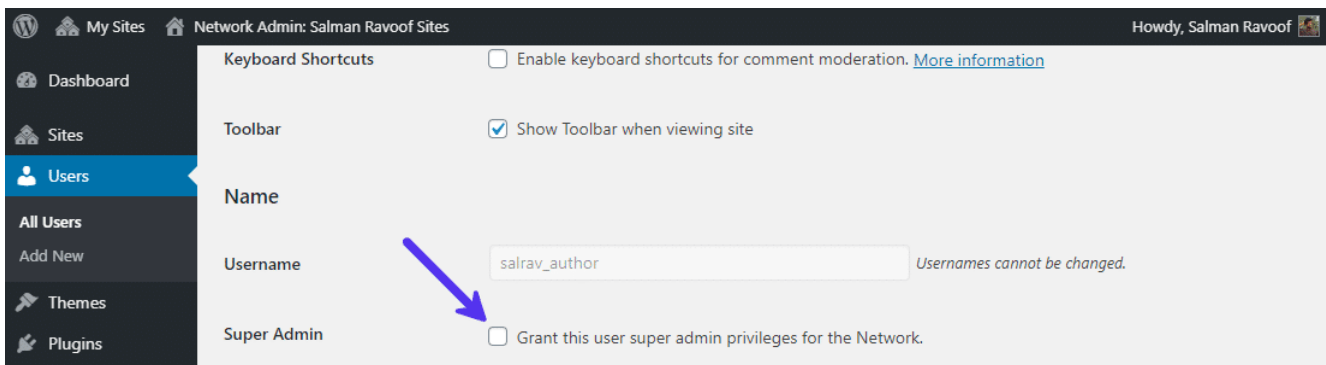 My Sites
Network Admin: Salman Ravoof Sites
Howdy, Salman Ravoof
Dashboard
Sites
Users
All Users
Add New
Themes
Plugins
Keyboard Shortcuts
Enable keyboard shortcuts for comment moderation. More information
Toolbar
Show Toolbar when viewing site
Name
Username
salrav_author
Usernames cannot be changed.
Super Admin
Grant this user super admin privileges for the Network.